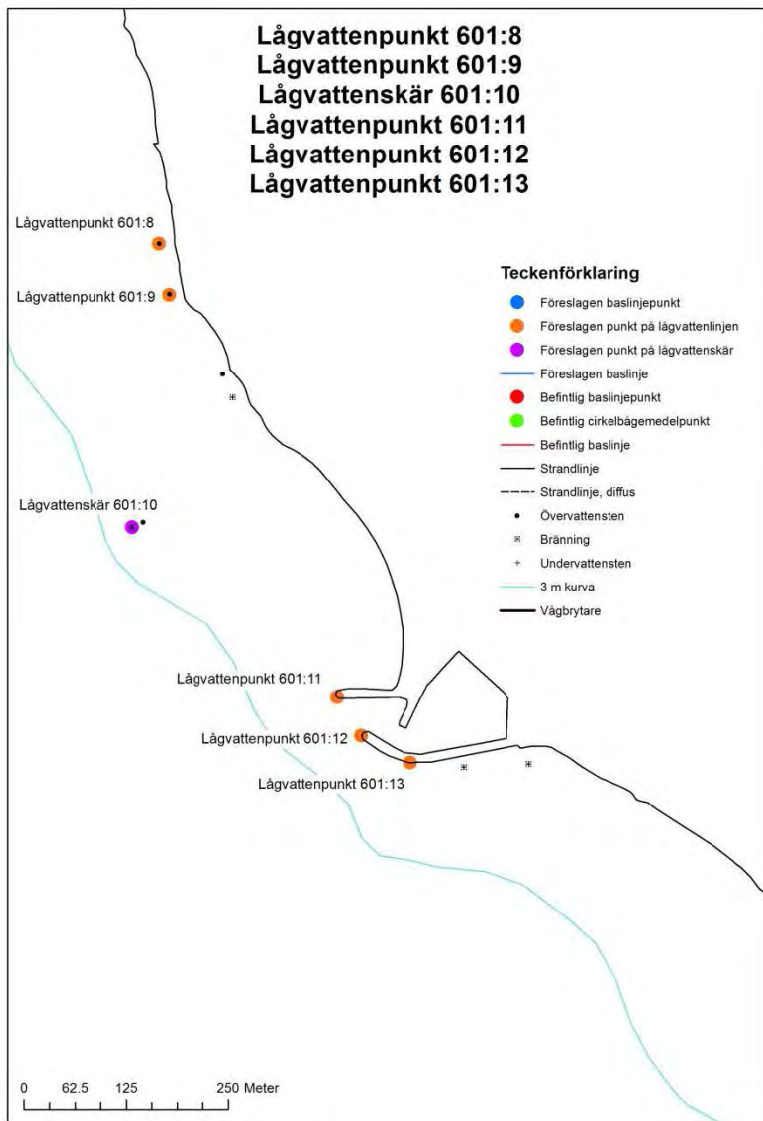 Lågvattenpunkt 601:8
Lågvattenpunkt 601:9
Lågvattenskär 601:10
Lågvattenpunkt 601:11
Lågvattenpunkt 601:12
Lågvattenpunkt 601:13
Lågvattenpunkt 601:8
Lågvattenpunkt 601:9
Teckenförklaring
Föreslagen baslinjepunkt
Föreslagen punkt på lågvattenlinjen
Föreslagen punkt på lågvattenskär
Föreslagen baslinje
Befintlig baslinjepunkt
Befintlig cirkelbågemedelpunkt
Befintlig baslinje
Strandlinje
Strandlinje, diffus
Övervattensten
Bränning
Undervattensten
3 m kurva
Vågbrytare
Lågvattenskär 601:10
Lågvattenpunkt 601:11
Lågvattenpunkt 601:12
Lågvattenpunkt 601:13
0 62.5 125 250 Meter